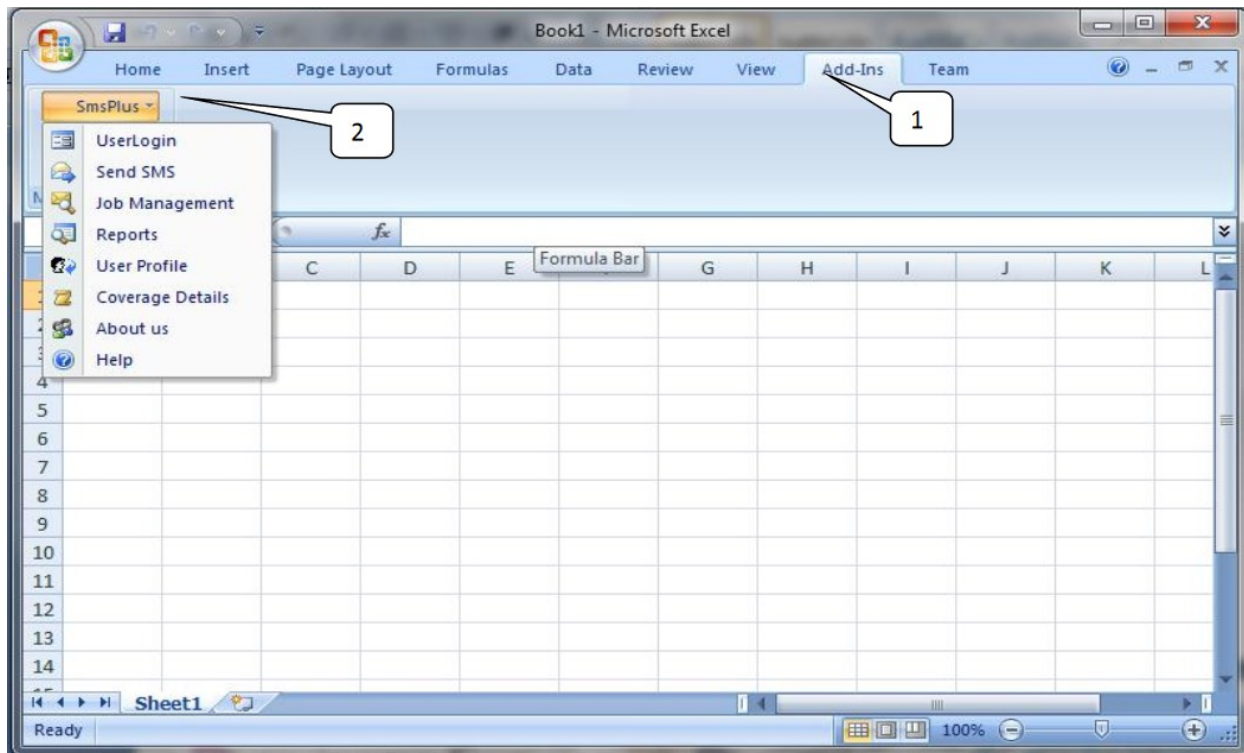 Book1 - Microsoft Excel
Home Insert Page Layout Formulas Data Review View Add-Ins Team
SmsPlus
2
1
UserLogin
Send SMS
Job Management
Reports
User Profile
Coverage Details
About us
Help
fx
Formula Bar
C D E G H I J K L
4
5
6
7
8
9
10
11
12
13
14
Sheet1
Ready 100%